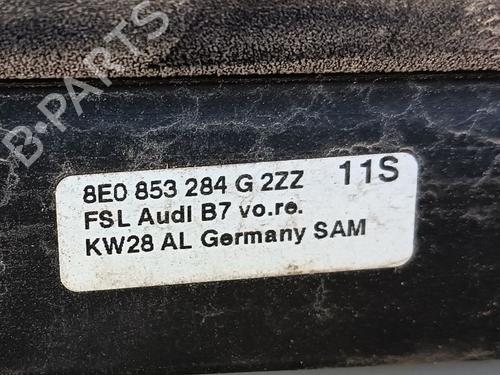 B-PARTS
8E0 853 284 G 2ZZ 11S
FSL Audi B7 vo.re.
KW28 AL Germany SAM